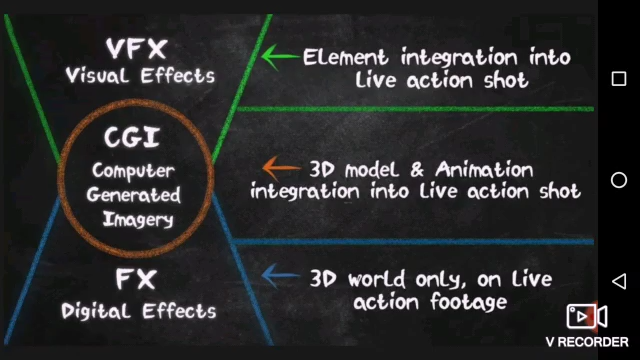 VFX
Visual Effects
Element integration into
Live action shot
CGI
Computer
Generated
Imagery
3D model & Animation
integration into Live action shot
FX
Digital Effects
3D world only, on Live
action footage
V RECORDER